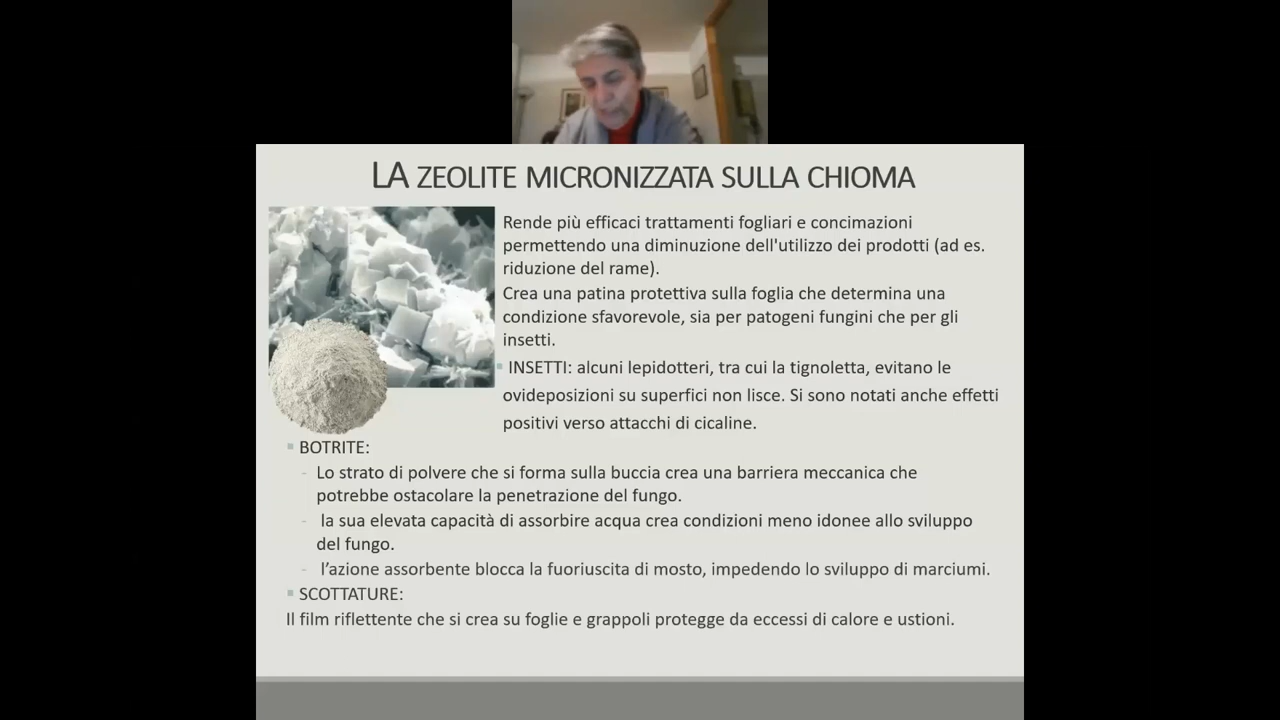 LA ZEOLITE MICRONIZZATA SULLA CHIOMA
Rende più efficaci trattamenti fogliari e concimazioni
permettendo una diminuzione dell'utilizzo dei prodotti (ad es.
riduzione del rame).
Crea una patina protettiva sulla foglia che determina una
condizione sfavorevole, sia per patogeni fungini che per gli
insetti.
INSETTI: alcuni lepidotteri, tra cui la tignoletta, evitano le
ovideposizioni su superfici non lisce. Si sono notati anche effetti
positivi verso attacchi di cicaline.
BOTRITE:
- Lo strato di polvere che si forma sulla buccia crea una barriera meccanica che
potrebbe ostacolare la penetrazione del fungo.
- la sua elevata capacità di assorbire acqua crea condizioni meno idonee allo sviluppo
del fungo.
- l’azione assorbente blocca la fuoriuscita di mosto, impedendo lo sviluppo di marciumi.
SCOTTATURE:
Il film riflettente che si crea su foglie e grappoli protegge da eccessi di calore e ustioni.